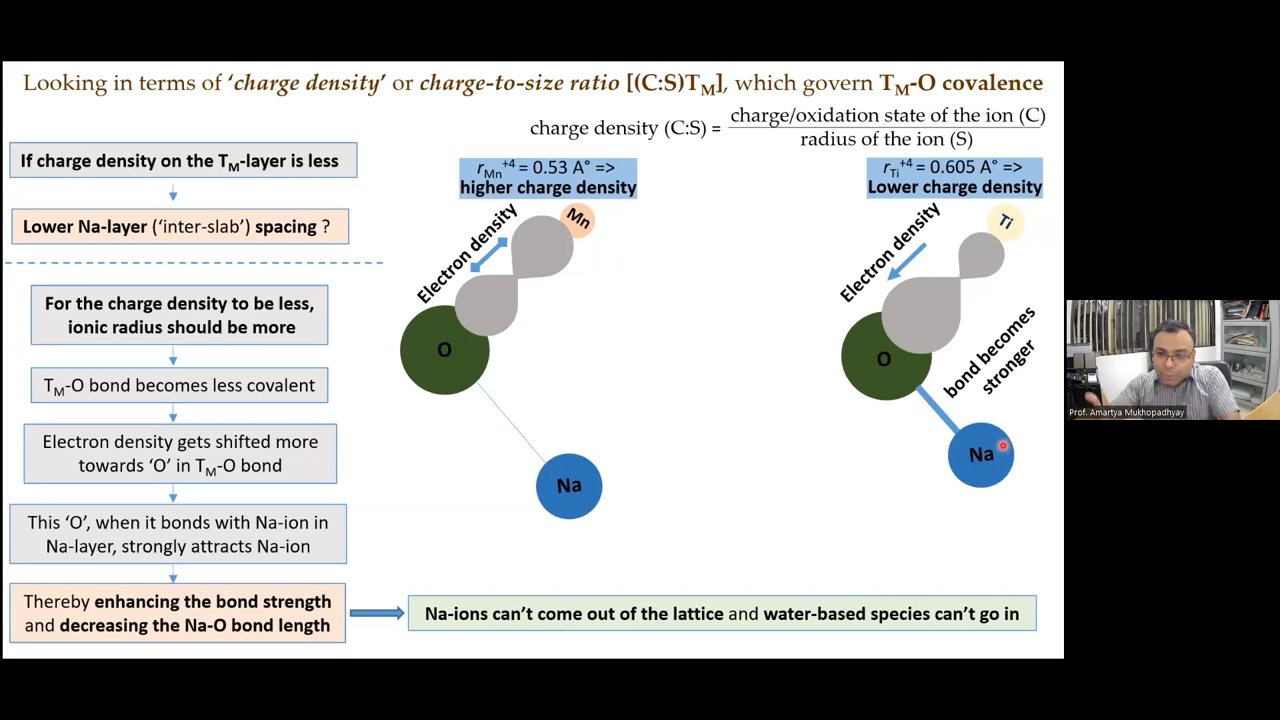 Looking in terms of ‘charge density’ or charge-to-size ratio [(C:S)TM], which govern TM-O covalence
charge density (C:S) = charge/oxidation state of the ion (C)
radius of the ion (S)
If charge density on the TM-layer is less
Lower Na-layer (‘inter-slab’) spacing ?
For the charge density to be less,
ionic radius should be more
TM-O bond becomes less covalent
Electron density gets shifted more
towards ‘O’ in TM-O bond
This ‘O’, when it bonds with Na-ion in
Na-layer, strongly attracts Na-ion
Thereby enhancing the bond strength
and decreasing the Na-O bond length
rMn+4 = 0.53 A° =>
higher charge density
Mn
Electron density
O
Na
rTi+4 = 0.605 A° =>
Lower charge density
Ti
Electron density
O
bond becomes
stronger
Na
Na-ions can’t come out of the lattice and water-based species can’t go in
Prof. Amartya Mukhopadhyay